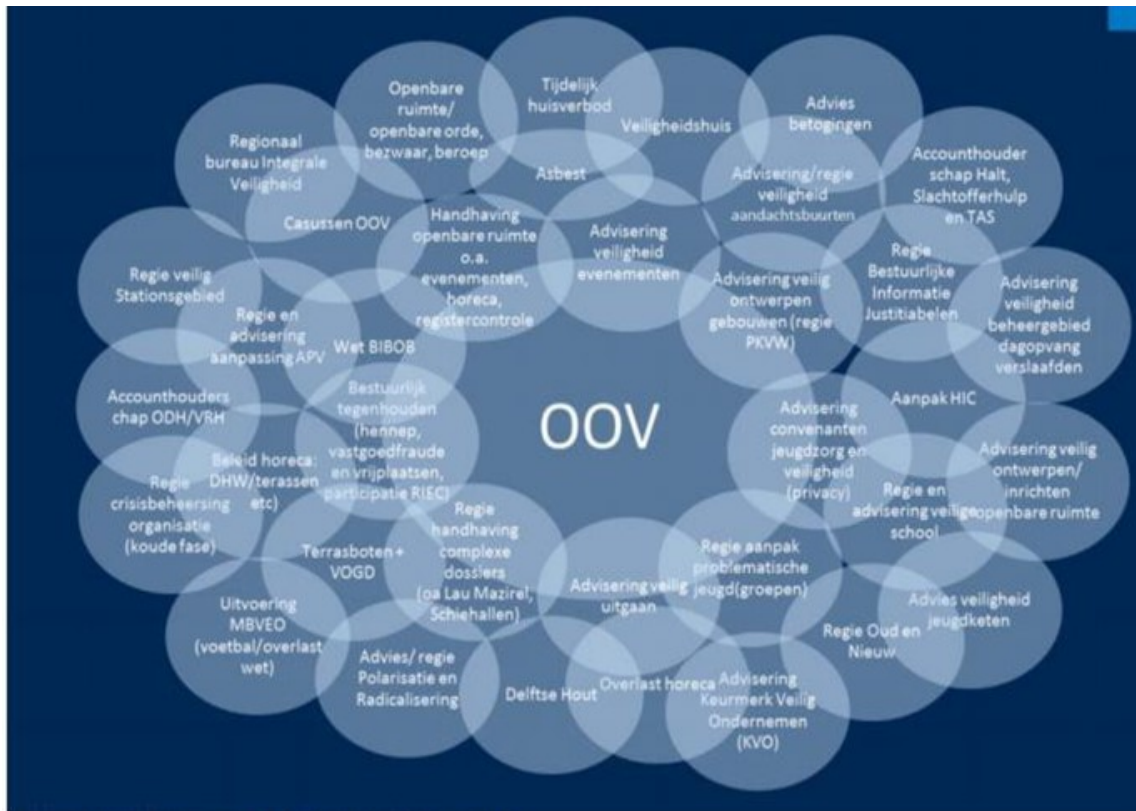 Openbare
ruimte/
openbare orde,
bezwaar, beroep
Tijdelijk
huisverbod
Veiligheidshuis
Advies
betogingen
Regionaal
bureau Integrale
Veiligheid
Asbest
Advisering/regie
veiligheid
aandachtsbuurten
Accounthouder
schap Halt,
Slachtofferhulp
en TAS
Casussen OOV
Handhaving
openbare ruimte
o.a.
evenementen,
horeca,
registercontrole
Advisering
veiligheid
evenementen
Regie veilig
Stationsgebied
Regie en
advisering
aanpassing APV
Wet BIBOB
Advisering veilig
ontwerpen
gebouwen (regie
PKVW)
Regie
Bestuurlijke
Informatie
Justitiabelen
Advisering
veiligheid
beheergebied
dagopvang
verslaafden
Accounthouders
chap ODH/VRH
Bestuurlijk
tegenhouden
(hennep,
vastgoedfraude
en vrijplaatsen,
participatie RIEC)
OOV
Advisering
convenanten
jeugdzorg en
veiligheid
(privacy)
Aanpak HIC
Regie
crisisbeheersing
organisatie
(koude fase)
Beleid horeca:
DHW/terassen
etc)
Regie en
advisering veilige
school
Advisering veilig
ontwerpen/
inrichten
openbare ruimte
Terrasboten +
VOGD
Regie
handhaving
complexe
dossiers
(oa Lau Mazirel,
Schiehallen)
Advisering veilig
uitgaan
Regie aanpak
problematische
jeugd(groepen)
Advies veiligheid
jeugdketen
Uitvoering
MBVEO
(voetbal/overlast
wet)
Advies/ regie
Polarisatie en
Radicalisering
Delftse Hout
Overlast horeca
Advisering
Keurmerk Veilig
Ondernemen
(KVO)
Regie Oud en
Nieuw